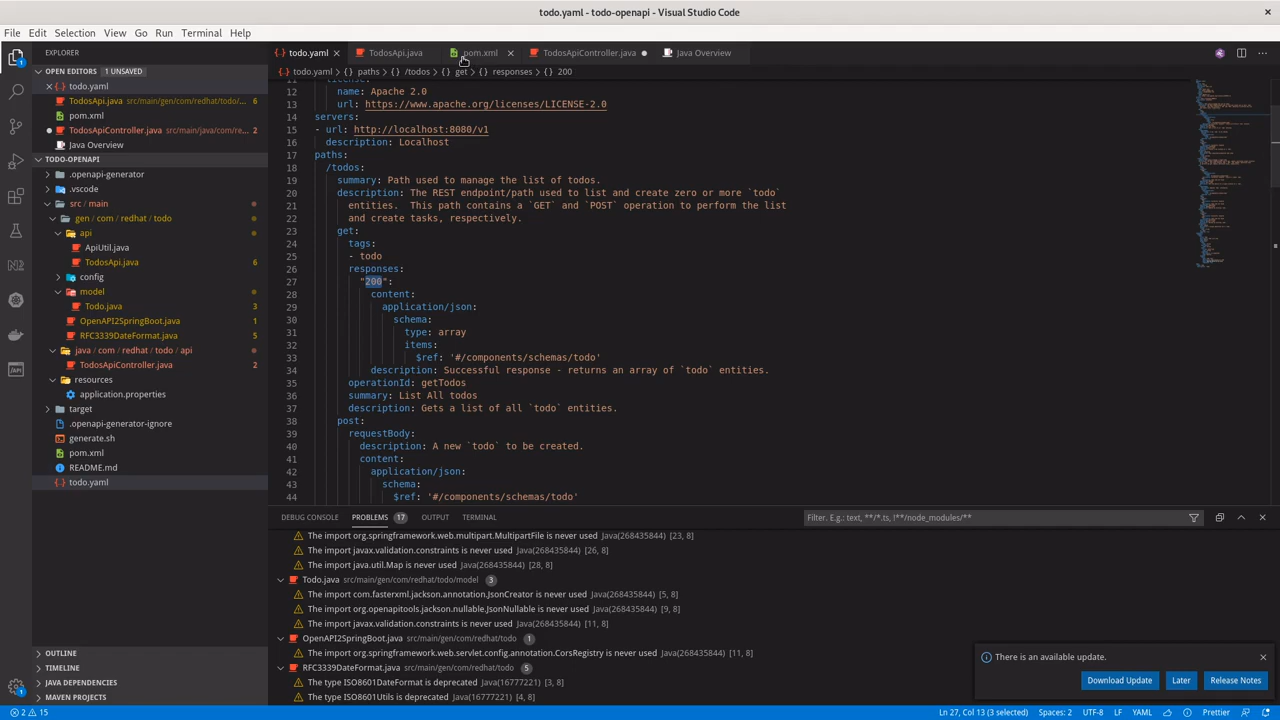 todo.yaml - todo-openapi - Visual Studio Code
File Edit Selection View Go Run Terminal Help
EXPLORER
OPEN EDITORS 1 UNSAVED
todo.yaml
TodosApi.java src/main/gen/com/redhat/todo/... 6
pom.xml
TodosApiController.java src/main/java/com/re... 2
Java Overview
TODO-OPENAPI
.openapi-generator
.vscode
src / main
gen / com / redhat / todo
api
ApiUtil.java
TodosApi.java 6
config
model
Todo.java 3
OpenAPI2SpringBoot.java 1
RFC3339DateFormat.java 5
java / com / redhat / todo / api
TodosApiController.java 2
resources
application.properties
target
.openapi-generator-ignore
generate.sh
pom.xml
README.md
todo.yaml
OUTLINE
TIMELINE
JAVA DEPENDENCIES
MAVEN PROJECTS
todo.yaml TodosApi.java pom.xml TodosApiController.java Java Overview
todo.yaml > {} paths > {} /todos > {} get > {} responses > {} 200
11 license:
12 name: Apache 2.0
13 url: https://www.apache.org/licenses/LICENSE-2.0
14 servers:
15 - url: http://localhost:8080/v1
16 description: Localhost
17 paths:
18 /todos:
19 summary: Path used to manage the list of todos.
20 description: The REST endpoint/path used to list and create zero or more `todo`
21 entities.  This path contains a `GET` and `POST` operation to perform the list
22 and create tasks, respectively.
23 get:
24 tags:
25 - todo
26 responses:
27 "200":
28 content:
29 application/json:
30 schema:
31 type: array
32 items:
33 $ref: '#/components/schemas/todo'
34 description: Successful response - returns an array of `todo` entities.
35 operationId: getTodos
36 summary: List All todos
37 description: Gets a list of all `todo` entities.
38 post:
39 requestBody:
40 description: A new `todo` to be created.
41 content:
42 application/json:
43 schema:
44 $ref: '#/components/schemas/todo'
DEBUG CONSOLE PROBLEMS 17 OUTPUT TERMINAL
Filter. E.g.: text, **/*.ts, !**/node_modules/**
The import org.springframework.web.multipart.MultipartFile is never used Java(268435844) [23, 8]
The import javax.validation.constraints is never used Java(268435844) [26, 8]
The import java.util.Map is never used Java(268435844) [28, 8]
Todo.java src/main/gen/com/redhat/todo/model 3
The import com.fasterxml.jackson.annotation.JsonCreator is never used Java(268435844) [5, 8]
The import org.openapitools.jackson.nullable.JsonNullable is never used Java(268435844) [9, 8]
The import javax.validation.constraints is never used Java(268435844) [11, 8]
OpenAPI2SpringBoot.java src/main/gen/com/redhat/todo 1
The import org.springframework.web.servlet.config.annotation.CorsRegistry is never used Java(268435844) [11, 8]
RFC3339DateFormat.java src/main/gen/com/redhat/todo 5
The type ISO8601DateFormat is deprecated Java(16777221) [3, 8]
The type ISO8601Utils is deprecated Java(16777221) [4, 8]
There is an available update.
Download Update Later Release Notes
2 15 Ln 27, Col 13 (3 selected) Spaces: 2 UTF-8 LF YAML Prettier